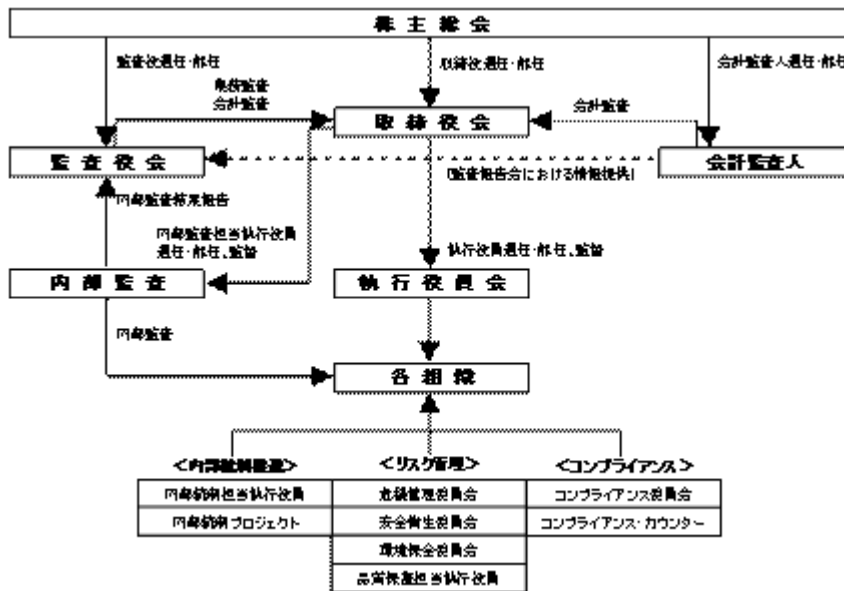 株主総会
監査役選任・解任
取締役選任・解任
会計監査人選任・解任
業務監査
会計監査
会計監査
取締役会
監査役会
会計監査人
[監査報告会における情報提供]
内部監査結果報告
内部監査担当執行役員
選任・解任、監督
執行役員選任・解任、監督
内部監査
執行役員会
内部監査
各組織
<内部統制推進>
<リスク管理>
<コンプライアンス>
内部統制担当執行役員
危機管理委員会
コンプライアンス委員会
内部統制プロジェクト
安全衛生委員会
コンプライアンス・カウンター
環境保全委員会
品質保証担当執行役員